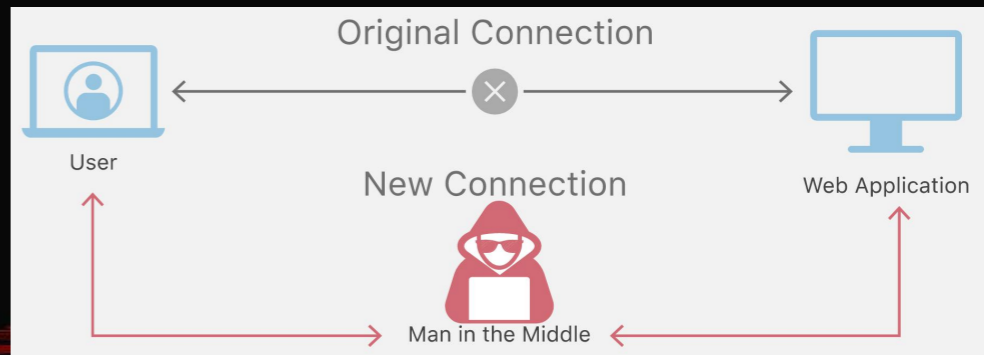 Original Connection
User
New Connection
Web Application
Man in the Middle